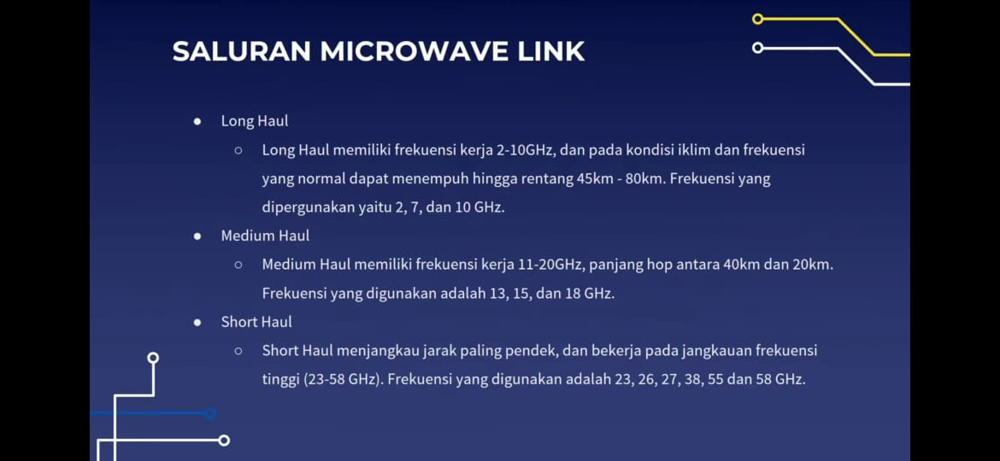 SALURAN MICROWAVE LINK
● Long Haul
○ Long Haul memiliki frekuensi kerja 2-10GHz, dan pada kondisi iklim dan frekuensi
yang normal dapat menempuh hingga rentang 45km - 80km. Frekuensi yang
dipergunakan yaitu 2, 7, dan 10 GHz.
● Medium Haul
○ Medium Haul memiliki frekuensi kerja 11-20GHz, panjang hop antara 40km dan 20km.
Frekuensi yang digunakan adalah 13, 15, dan 18 GHz.
● Short Haul
○ Short Haul menjangkau jarak paling pendek, dan bekerja pada jangkauan frekuensi
tinggi (23-58 GHz). Frekuensi yang digunakan adalah 23, 26, 27, 38, 55 dan 58 GHz.